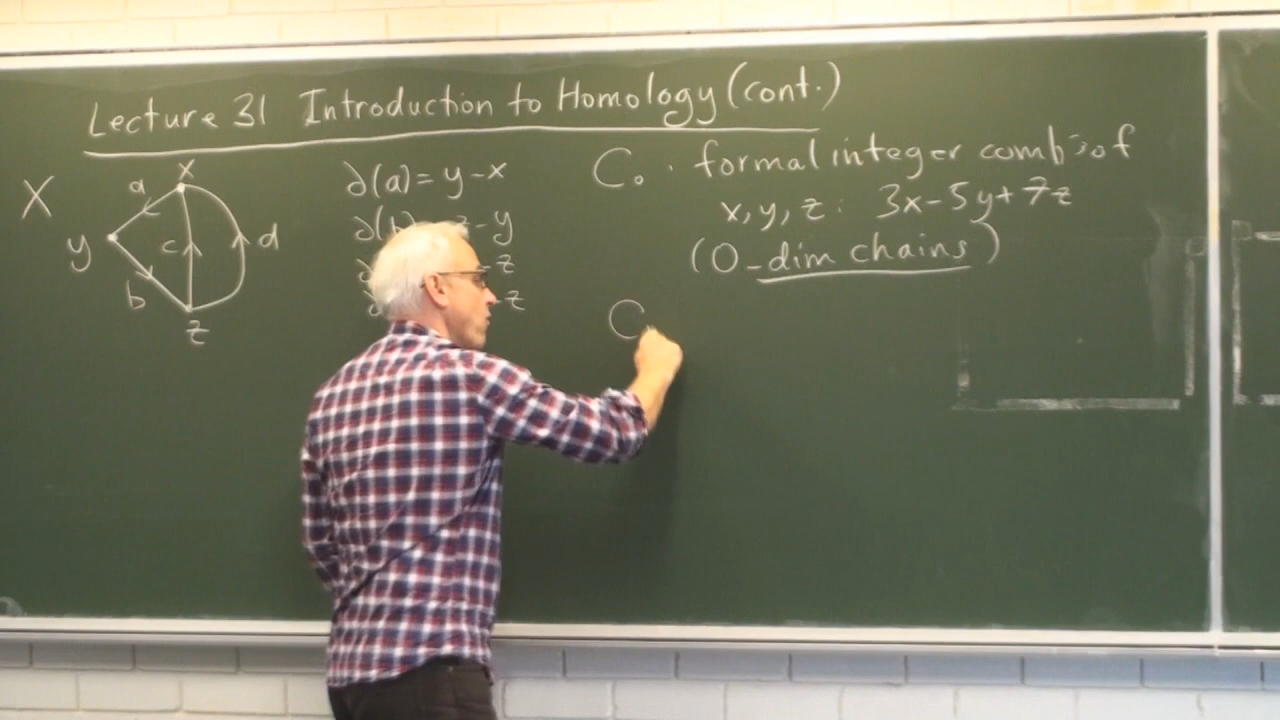 Lecture 31 Introduction to Homology (cont.)
X
x
a
y
c
d
b
z
∂(a) = y - x
∂(b) - y
- z
- z
C₀ . formal integer comb's of
x, y, z : 3x - 5y + 7z
(0-dim chains)
C